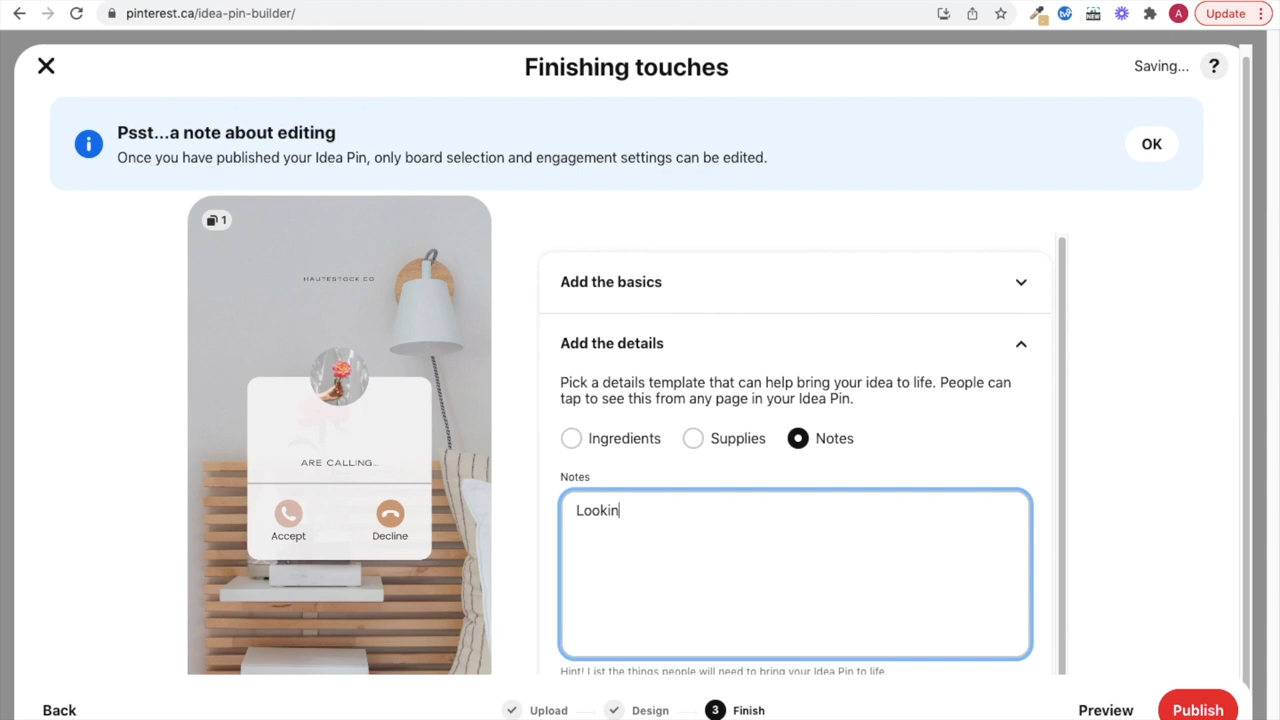 pinterest.ca/idea-pin-builder/
NEW
A
Update
Finishing touches
Saving...
?
Psst...a note about editing
Once you have published your Idea Pin, only board selection and engagement settings can be edited.
OK
1
HAUTESTOCK.CO
ARE CALLING...
Accept
Decline
Add the basics
Add the details
Pick a details template that can help bring your idea to life. People can
tap to see this from any page in your Idea Pin.
Ingredients
Supplies
Notes
Notes
Lookin
Hint! List the things people will need to bring your Idea Pin to life.
Back
Upload
Design
3
Finish
Preview
Publish